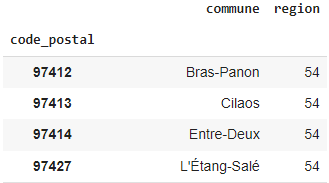 commune region
code_postal
97412 Bras-Panon 54
97413 Cilaos 54
97414 Entre-Deux 54
97427 L'Étang-Salé 54